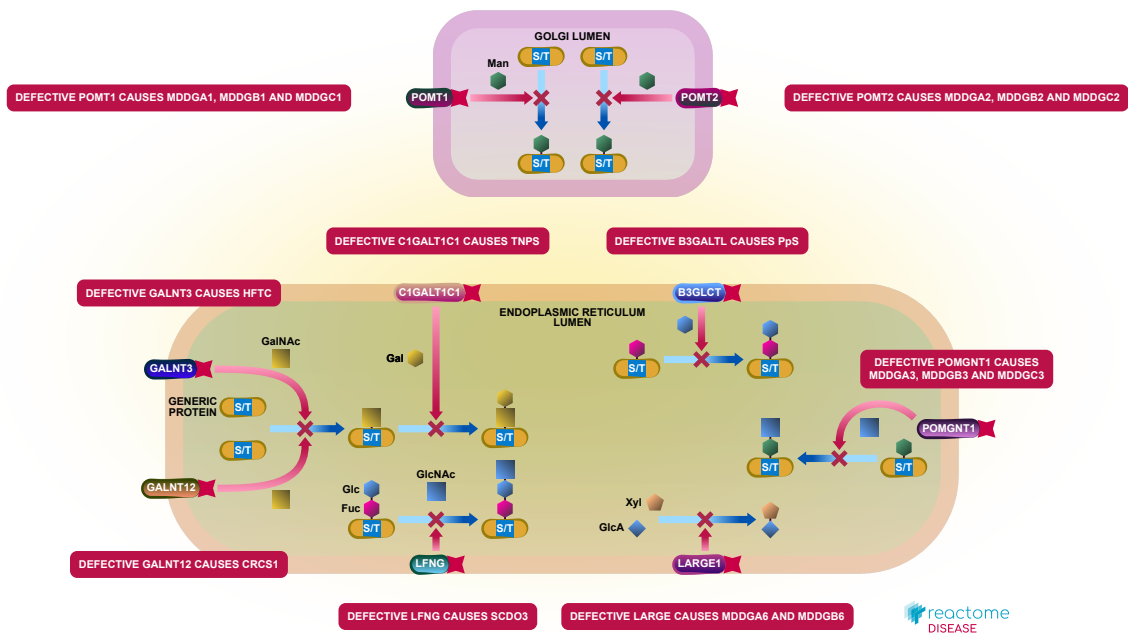 GOLGI LUMEN
S/T
S/T
Man
DEFECTIVE POMT1 CAUSES MDDGA1, MDDGB1 AND MDDGC1
POMT1
POMT2
DEFECTIVE POMT2 CAUSES MDDGA2, MDDGB2 AND MDDGC2
S/T
S/T
DEFECTIVE C1GALT1C1 CAUSES TNPS
DEFECTIVE B3GALTL CAUSES PpS
DEFECTIVE GALNT3 CAUSES HFTC
C1GALT1C1
B3GLCT
ENDOPLASMIC RETICULUM
LUMEN
GalNAc
Gal
GALNT3
S/T
S/T
DEFECTIVE POMGNT1 CAUSES
MDDGA3, MDDGB3 AND MDDGC3
GENERIC
PROTEIN
S/T
S/T
S/T
S/T
POMGNT1
S/T
S/T
GALNT12
GlcNAc
Glc
Fuc
S/T
S/T
Xyl
GlcA
DEFECTIVE GALNT12 CAUSES CRCS1
LFNG
LARGE1
DEFECTIVE LFNG CAUSES SCDO3
DEFECTIVE LARGE CAUSES MDDGA6 AND MDDGB6
reactome
DISEASE